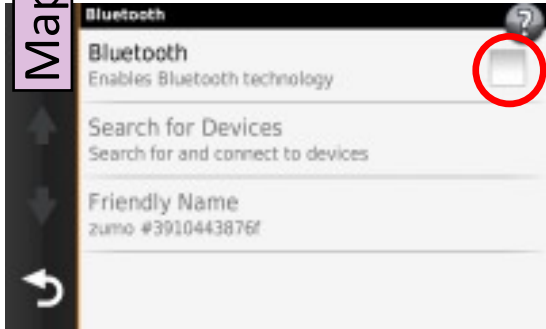 Map
Bluetooth
?
Bluetooth
Enables Bluetooth technology
Search for Devices
Search for and connect to devices
Friendly Name
zumo #3910443876f